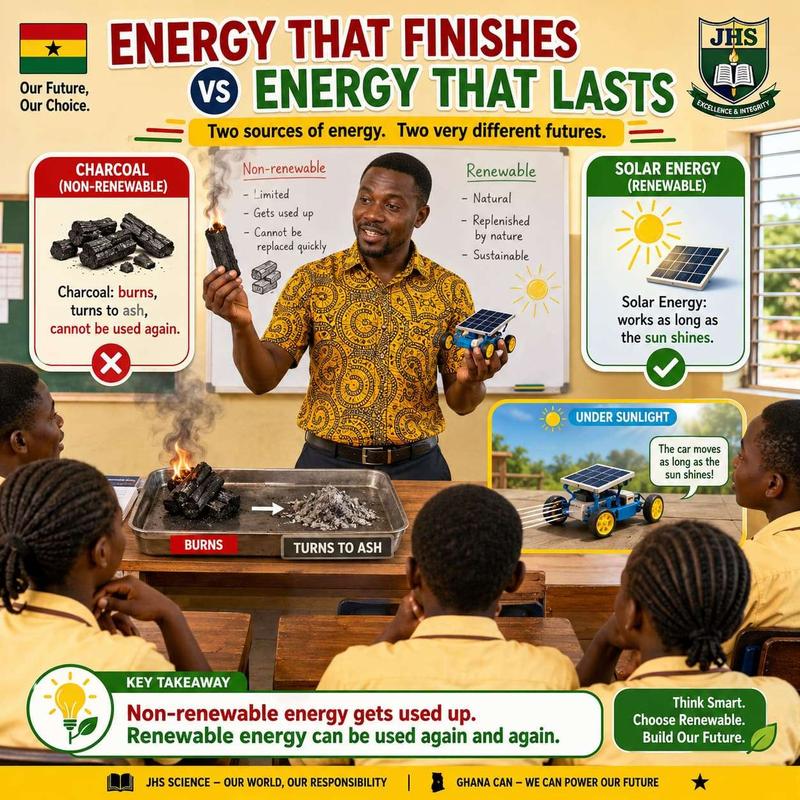 Our Future,
Our Choice.
ENERGY THAT FINISHES
VS ENERGY THAT LASTS
Two sources of energy. Two very different futures.
JHS
EXCELLENCE & INTEGRITY
CHARCOAL
(NON-RENEWABLE)
Charcoal: burns,
turns to ash,
cannot be used again.
Non-renewable
- Limited
- Gets used up
- Cannot be
replaced quickly
Renewable
- Natural
- Replenished
by nature
- Sustainable
SOLAR ENERGY
(RENEWABLE)
Solar Energy:
works as long as
the sun shines.
UNDER SUNLIGHT
The car moves
as long as the
sun shines!
BURNS
TURNS TO ASH
KEY TAKEAWAY
Non-renewable energy gets used up.
Renewable energy can be used again and again.
Think Smart.
Choose Renewable.
Build Our Future.
JHS SCIENCE – OUR WORLD, OUR RESPONSIBILITY | GHANA CAN – WE CAN POWER OUR FUTURE